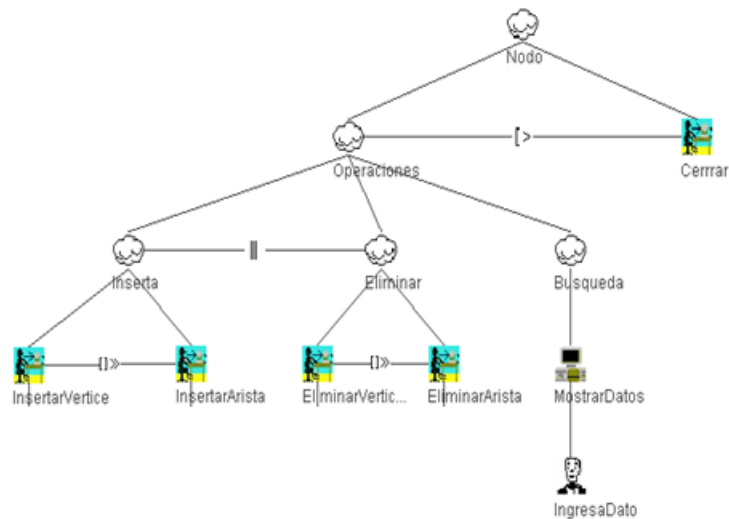 Nodo
[>
Operaciones
Cerrrar
|||
Inserta
Eliminar
Busqueda
[]>>
[]>>
InsertarVertice
InsertarArista
EliminarVertic...
EliminarArista
MostrarDatos
IngresaDato